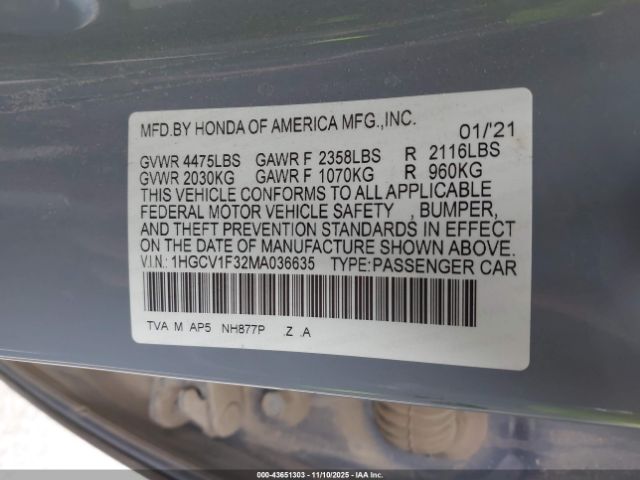 MFD.BY HONDA OF AMERICA MFG.,INC. 01/'21
GVWR 4475LBS GAWR F 2358LBS R 2116LBS
GVWR 2030KG GAWR F 1070KG R 960KG
THIS VEHICLE CONFORMS TO ALL APPLICABLE
FEDERAL MOTOR VEHICLE SAFETY , BUMPER,
AND THEFT PREVENTION STANDARDS IN EFFECT
ON THE DATE OF MANUFACTURE SHOWN ABOVE.
V.I.N.: 1HGCV1F32MA036635 TYPE:PASSENGER CAR
TVA M AP5 NH877P .Z .A
000-43651303 - 11/10/2025 - IAA Inc.